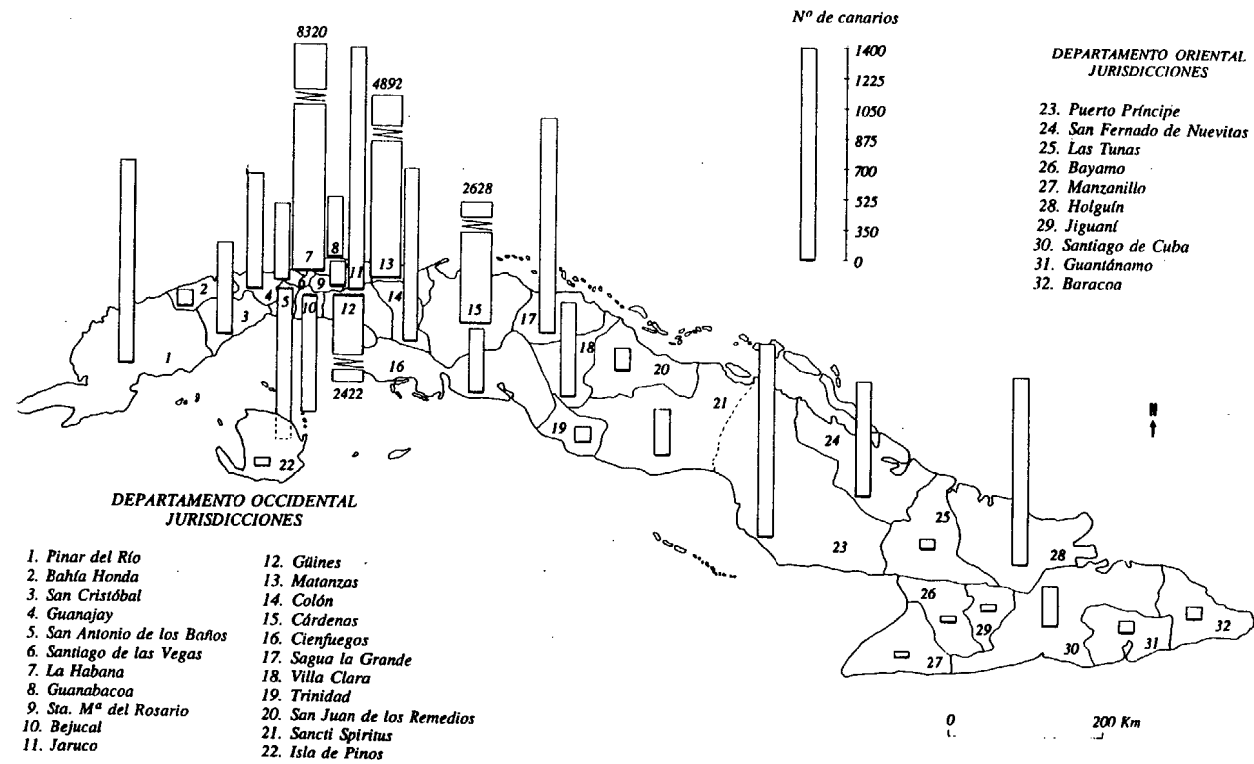 Nº de canarios
1400
1225
1050
875
700
525
350
0
DEPARTAMENTO ORIENTAL
JURISDICCIONES
23. Puerto Príncipe
24. San Fernado de Nuevitas
25. Las Tunas
26. Bayamo
27. Manzanillo
28. Holguín
29. Jiguaní
30. Santiago de Cuba
31. Guantánamo
32. Baracoa
8320
4892
2628
2422
1
2
3
4
5
6
7
8
9
10
11
12
13
14
15
16
17
18
19
20
21
22
23
24
25
26
27
28
29
30
31
32
N
0 200 Km
DEPARTAMENTO OCCIDENTAL
JURISDICCIONES
1. Pinar del Río
2. Bahía Honda
3. San Cristóbal
4. Guanajay
5. San Antonio de los Baños
6. Santiago de las Vegas
7. La Habana
8. Guanabacoa
9. Sta. Mª del Rosario
10. Bejucal
11. Jaruco
12. Güines
13. Matanzas
14. Colón
15. Cárdenas
16. Cienfuegos
17. Sagua la Grande
18. Villa Clara
19. Trinidad
20. San Juan de los Remedios
21. Sancti Spiritus
22. Isla de Pinos